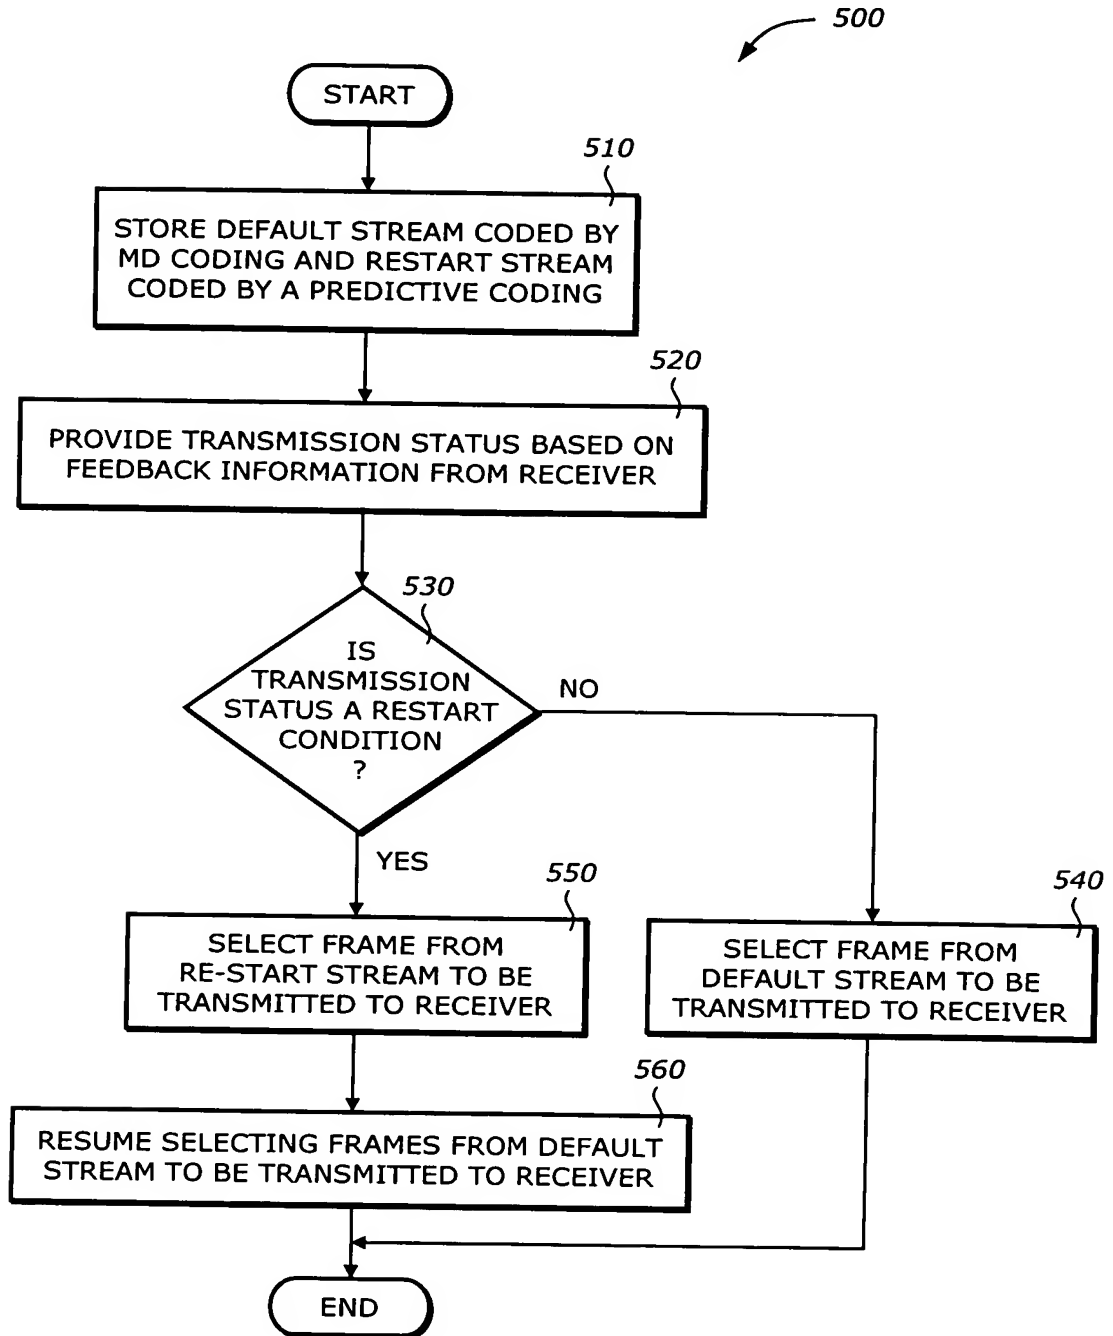 500
START
510
STORE DEFAULT STREAM CODED BY
MD CODING AND RESTART STREAM
CODED BY A PREDICTIVE CODING
520
PROVIDE TRANSMISSION STATUS BASED ON
FEEDBACK INFORMATION FROM RECEIVER
530
IS
TRANSMISSION
STATUS A RESTART
CONDITION
?
NO
YES
550
SELECT FRAME FROM
RE-START STREAM TO BE
TRANSMITTED TO RECEIVER
540
SELECT FRAME FROM
DEFAULT STREAM TO BE
TRANSMITTED TO RECEIVER
560
RESUME SELECTING FRAMES FROM DEFAULT
STREAM TO BE TRANSMITTED TO RECEIVER
END